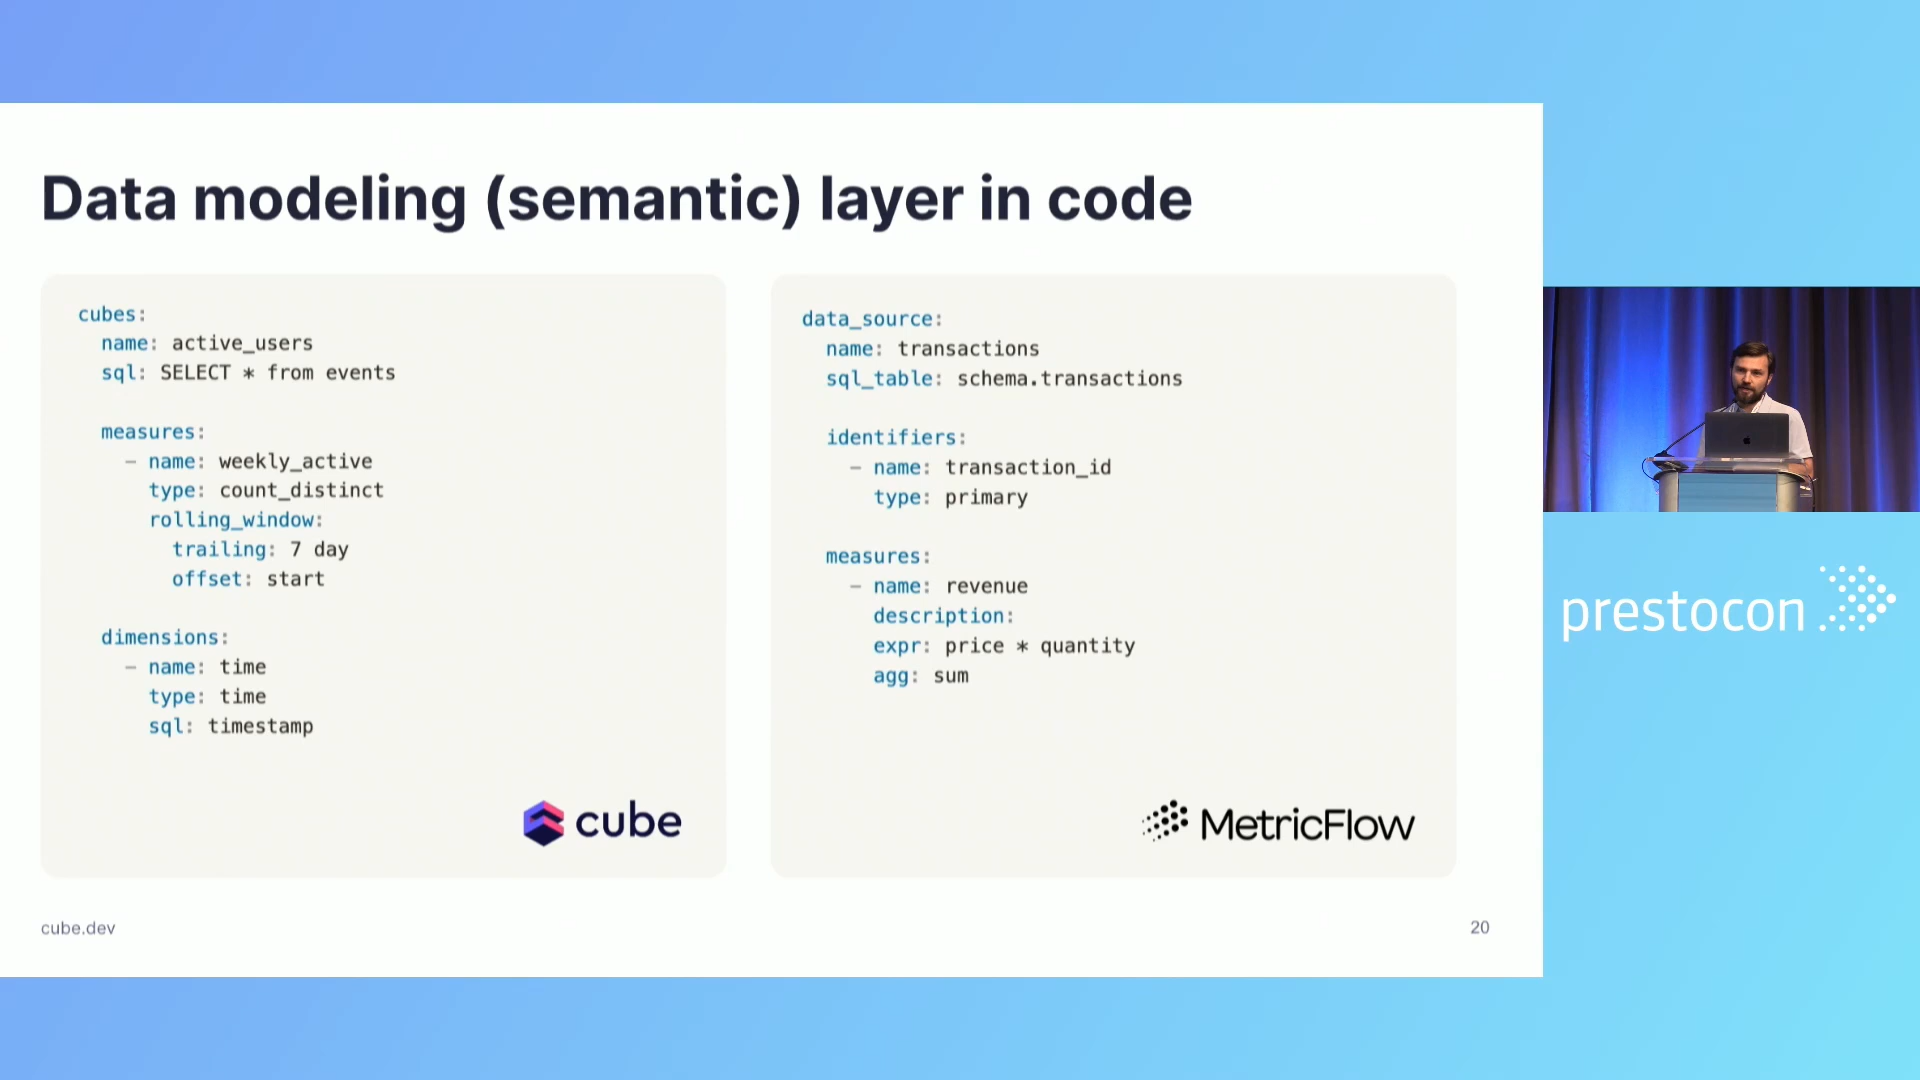 Data modeling (semantic) layer in code
cubes:
name: active_users
sql: SELECT * from events
measures:
– name: weekly_active
type: count_distinct
rolling_window:
trailing: 7 day
offset: start
dimensions:
– name: time
type: time
sql: timestamp
cube
data_source:
name: transactions
sql_table: schema.transactions
identifiers:
– name: transaction_id
type: primary
measures:
– name: revenue
description:
expr: price * quantity
agg: sum
MetricFlow
cube.dev
20
prestocon